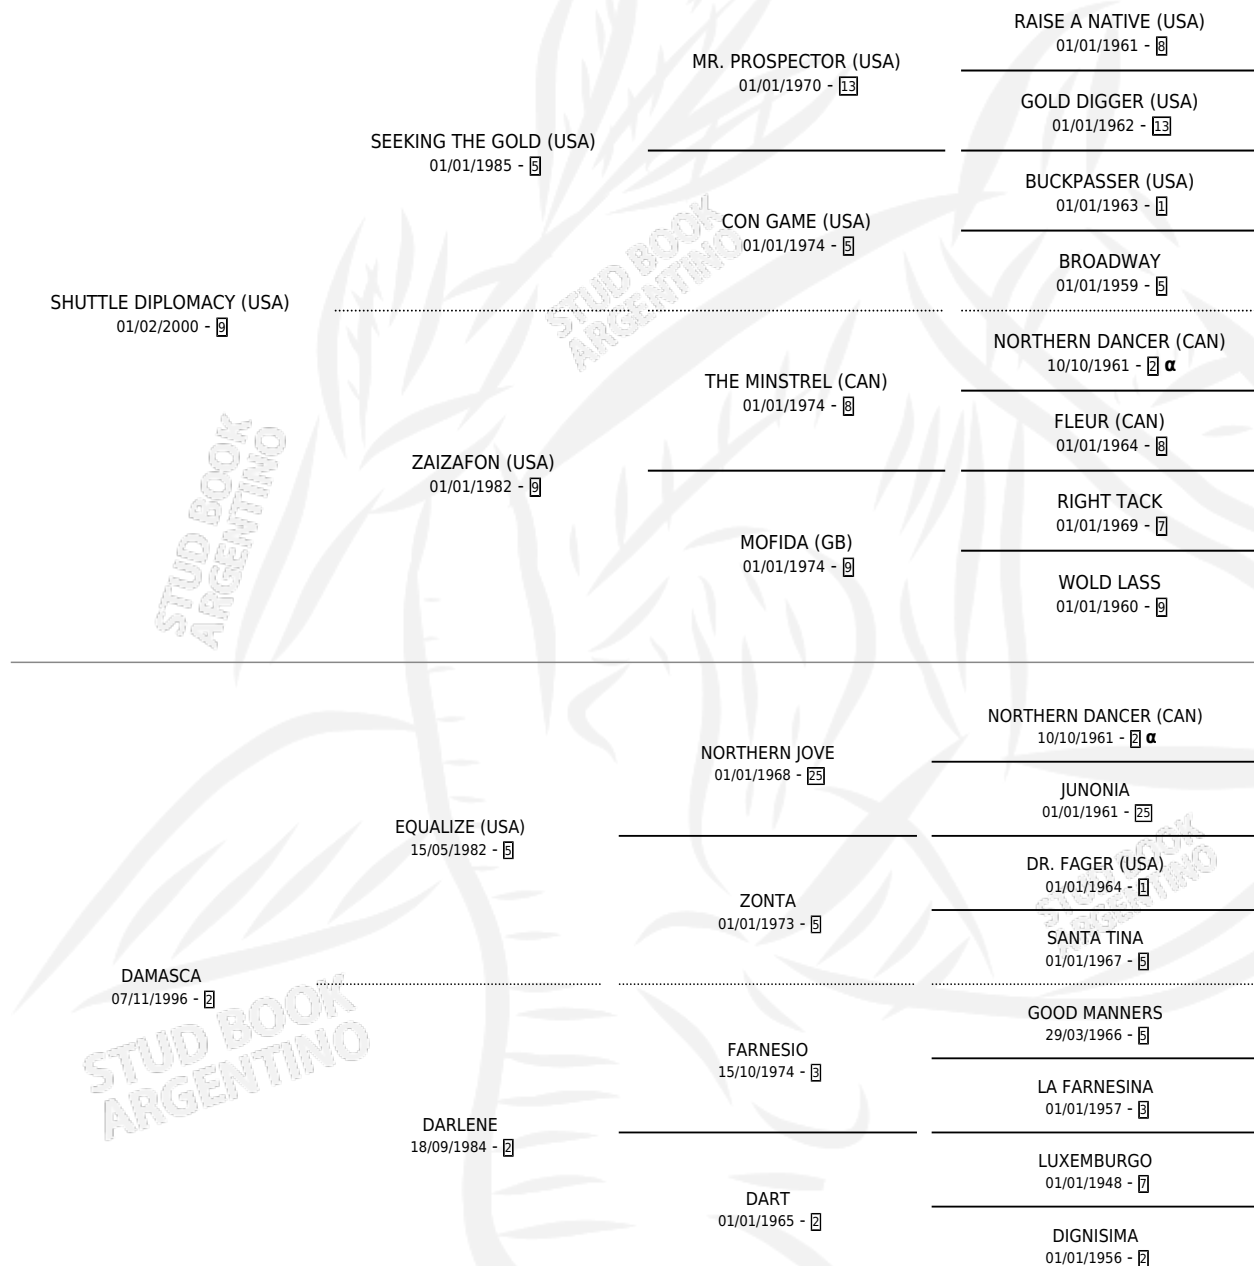 RAISE A NATIVE (USA)
01/01/1961 - 8
MR. PROSPECTOR (USA)
01/01/1970 - 13
GOLD DIGGER (USA)
01/01/1962 - 13
SEEKING THE GOLD (USA)
01/01/1985 - 5
BUCKPASSER (USA)
01/01/1963 - 1
CON GAME (USA)
01/01/1974 - 5
BROADWAY
01/01/1959 - 5
SHUTTLE DIPLOMACY (USA)
01/02/2000 - 9
NORTHERN DANCER (CAN)
10/10/1961 - 2 α
THE MINSTREL (CAN)
01/01/1974 - 8
FLEUR (CAN)
01/01/1964 - 8
ZAIZAFON (USA)
01/01/1982 - 9
RIGHT TACK
01/01/1969 - 7
MOFIDA (GB)
01/01/1974 - 9
WOLD LASS
01/01/1960 - 9
NORTHERN DANCER (CAN)
10/10/1961 - 2 α
NORTHERN JOVE
01/01/1968 - 25
JUNONIA
01/01/1961 - 25
EQUALIZE (USA)
15/05/1982 - 5
DR. FAGER (USA)
01/01/1964 - 1
ZONTA
01/01/1973 - 5
SANTA TINA
01/01/1967 - 5
DAMASCA
07/11/1996 - 2
GOOD MANNERS
29/03/1966 - 5
FARNESIO
15/10/1974 - 3
LA FARNESINA
01/01/1957 - 3
DARLENE
18/09/1984 - 2
LUXEMBURGO
01/01/1948 - 7
DART
01/01/1965 - 2
DIGNISIMA
01/01/1956 - 2
STUD BOOK
ARGENTINO
STUD BOOK
ARGENTINO
STUD BOOK
ARGENTINO
STUD BOOK
ARGENTINO